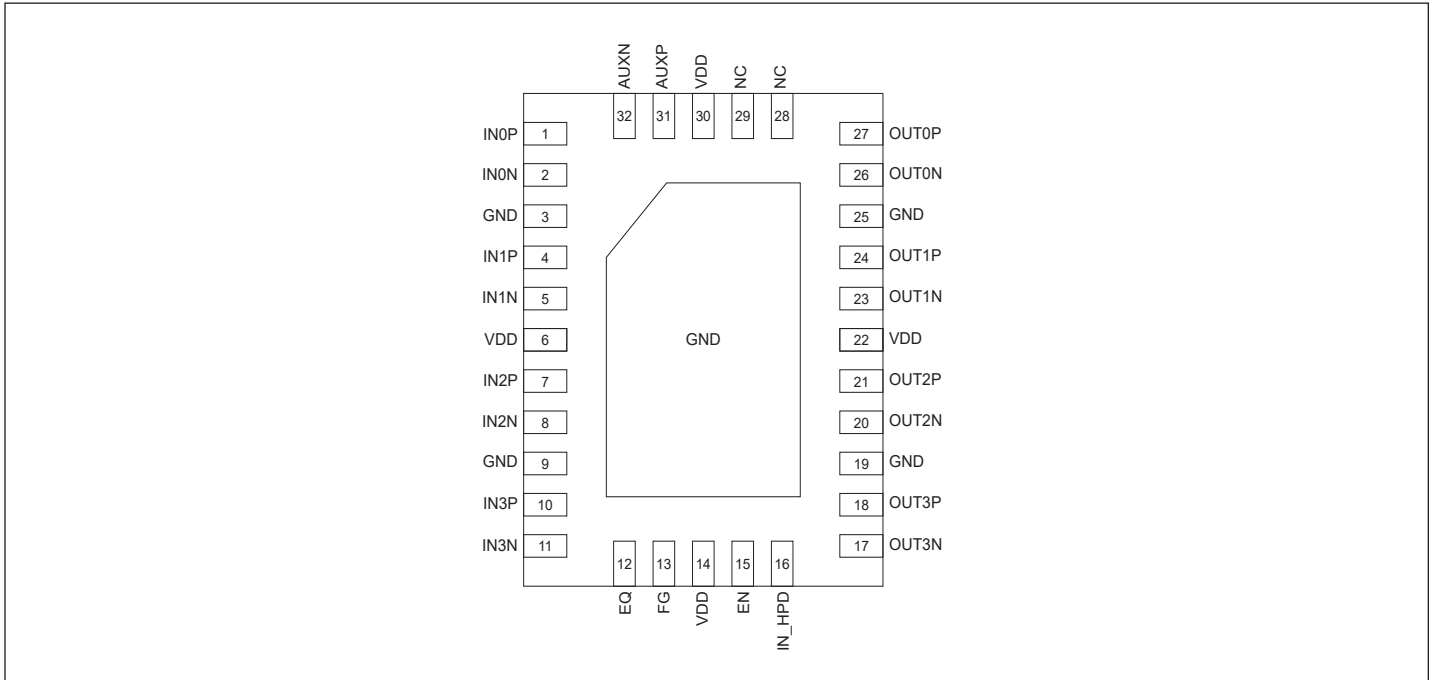 AUXN
AUXP
VDD
NC
NC
32
31
30
29
28
IN0P 1
27 OUT0P
IN0N 2
26 OUT0N
GND 3
25 GND
IN1P 4
24 OUT1P
IN1N 5
23 OUT1N
VDD 6
GND
22 VDD
IN2P 7
21 OUT2P
IN2N 8
20 OUT2N
GND 9
19 GND
IN3P 10
18 OUT3P
IN3N 11
17 OUT3N
12
13
14
15
16
EQ
FG
VDD
EN
IN_HPD